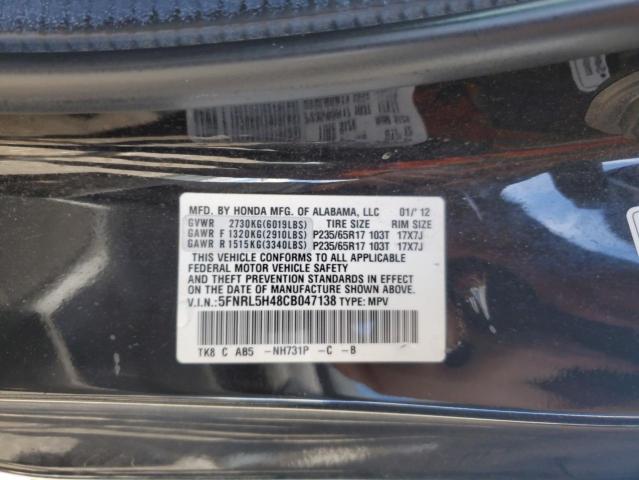 MFD. BY HONDA MFG. OF ALABAMA, LLC 01/'12
GVWR 2730KG(6019LBS) TIRE SIZE RIM SIZE
GAWR F 1320KG(2910LBS) P235/65R17 103T 17X7J
GAWR R 1515KG(3340LBS) P235/65R17 103T 17X7J
THIS VEHICLE CONFORMS TO ALL APPLICABLE
FEDERAL MOTOR VEHICLE SAFETY
AND THEFT PREVENTION STANDARDS IN EFFECT
ON THE DATE OF MANUFACTURE SHOWN ABOVE.
V.I.N.: 5FNRL5H48CB047138 TYPE: MPV
TK8 C AB5 -NH731P -C -B